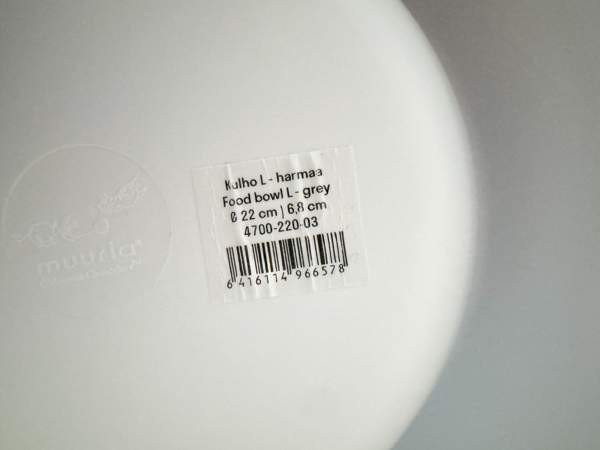 Kulho L - harmaa
Food bowl L - grey
Ø 22 cm | 6,8 cm
4700-220-03
6 416114 966578
muurla